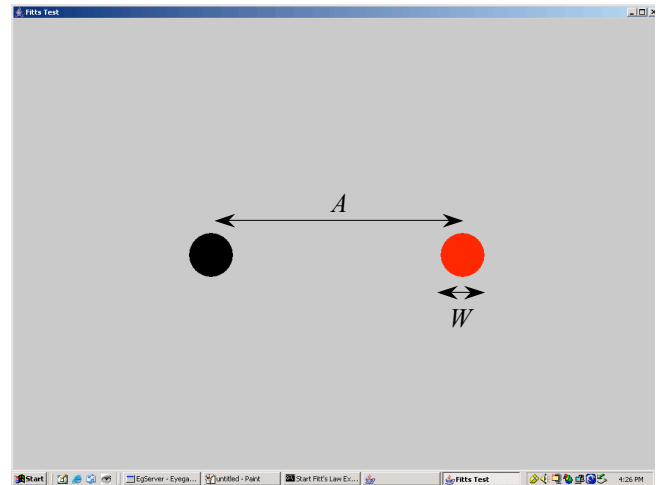 Fitts Test
A
W
Start EgServer - Eyega... untitled - Paint Start Fitt's Law Ex... Fitts Test 4:26 PM